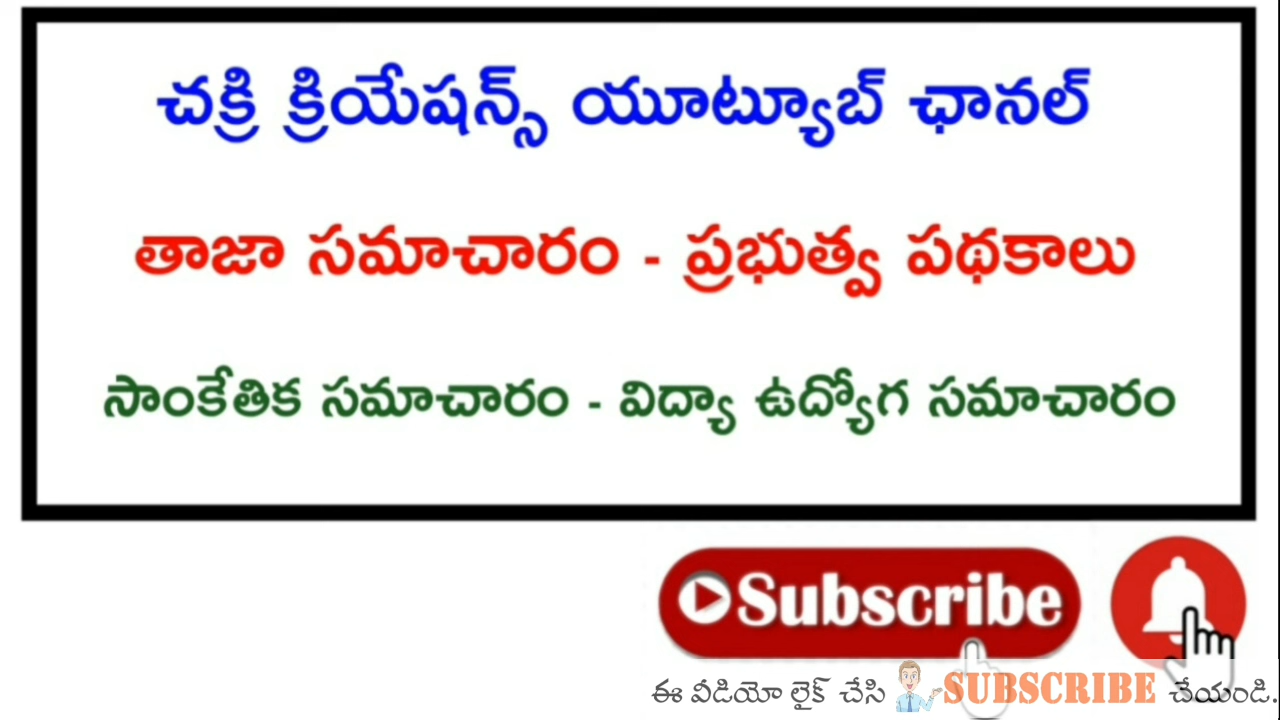 చక్రి క్రియేషన్స్ యూట్యూబ్ ఛానల్
తాజా సమాచారం - ప్రభుత్వ పథకాలు
సాంకేతిక సమాచారం - విద్యా ఉద్యోగ సమాచారం
Subscribe
ఈ వీడియో లైక్ చేసి SUBSCRIBE చేయండి.